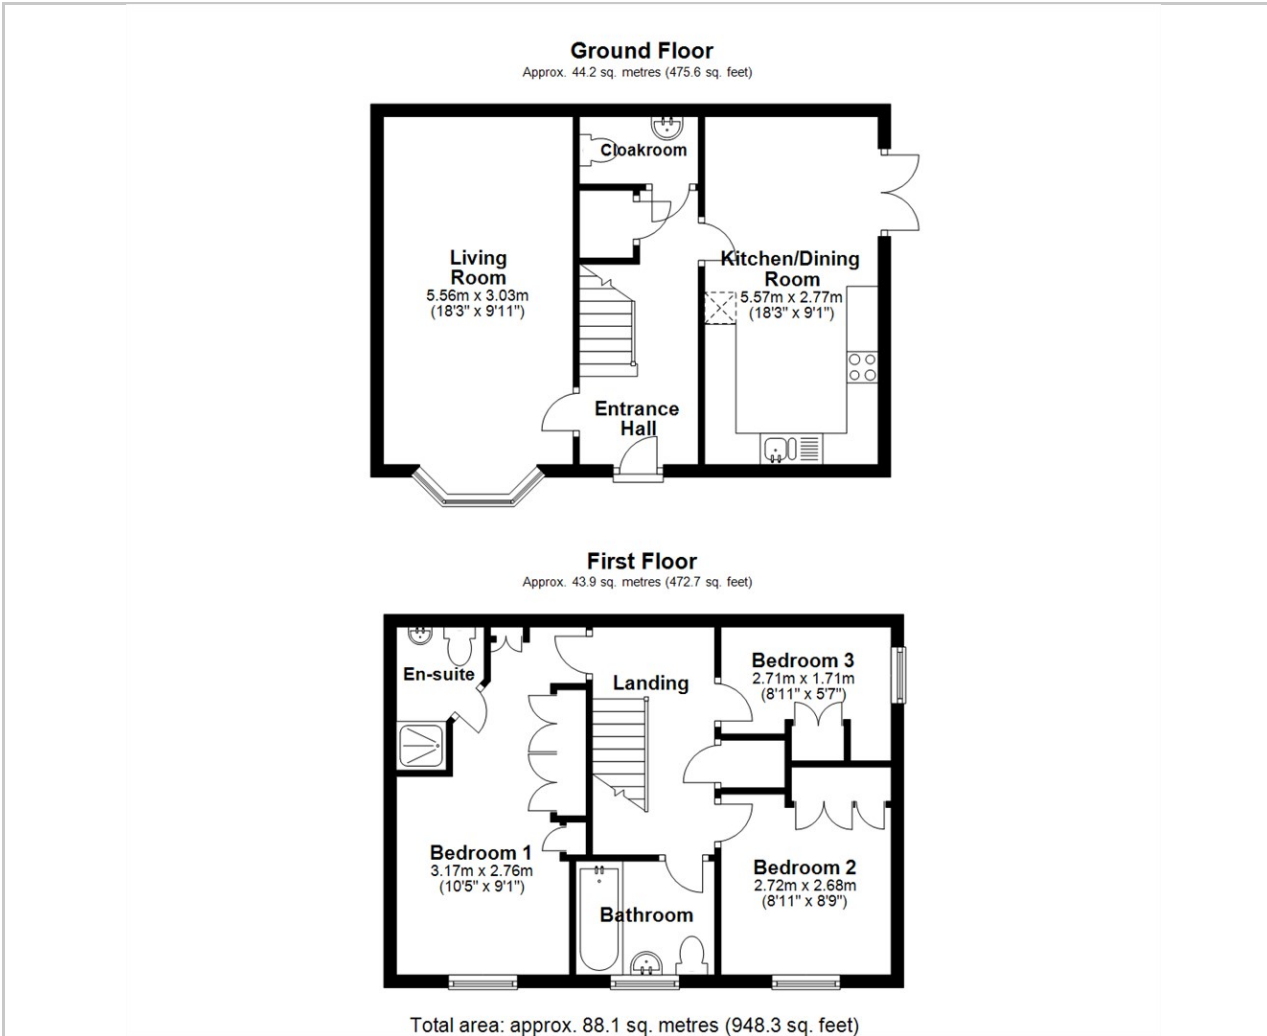 Ground Floor
Approx. 44.2 sq. metres (475.6 sq. feet)
Cloakroom
Living
Room
5.56m x 3.03m
(18'3" x 9'11")
Kitchen/Dining
Room
5.57m x 2.77m
(18'3" x 9'1")
Entrance
Hall
First Floor
Approx. 43.9 sq. metres (472.7 sq. feet)
En-suite
Landing
Bedroom 3
2.71m x 1.71m
(8'11" x 5'7")
Bedroom 1
3.17m x 2.76m
(10'5" x 9'1")
Bedroom 2
2.72m x 2.68m
(8'11" x 8'9")
Bathroom
Total area: approx. 88.1 sq. metres (948.3 sq. feet)